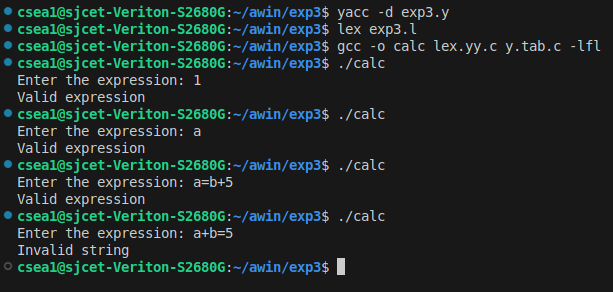 csea1@sjcet-Veriton-S2680G:~/awin/exp3$ yacc -d exp3.y
csea1@sjcet-Veriton-S2680G:~/awin/exp3$ lex exp3.l
csea1@sjcet-Veriton-S2680G:~/awin/exp3$ gcc -o calc lex.yy.c y.tab.c -lfl
csea1@sjcet-Veriton-S2680G:~/awin/exp3$ ./calc
Enter the expression: 1
Valid expression
csea1@sjcet-Veriton-S2680G:~/awin/exp3$ ./calc
Enter the expression: a
Valid expression
csea1@sjcet-Veriton-S2680G:~/awin/exp3$ ./calc
Enter the expression: a=b+5
Valid expression
csea1@sjcet-Veriton-S2680G:~/awin/exp3$ ./calc
Enter the expression: a+b=5
Invalid string
csea1@sjcet-Veriton-S2680G:~/awin/exp3$